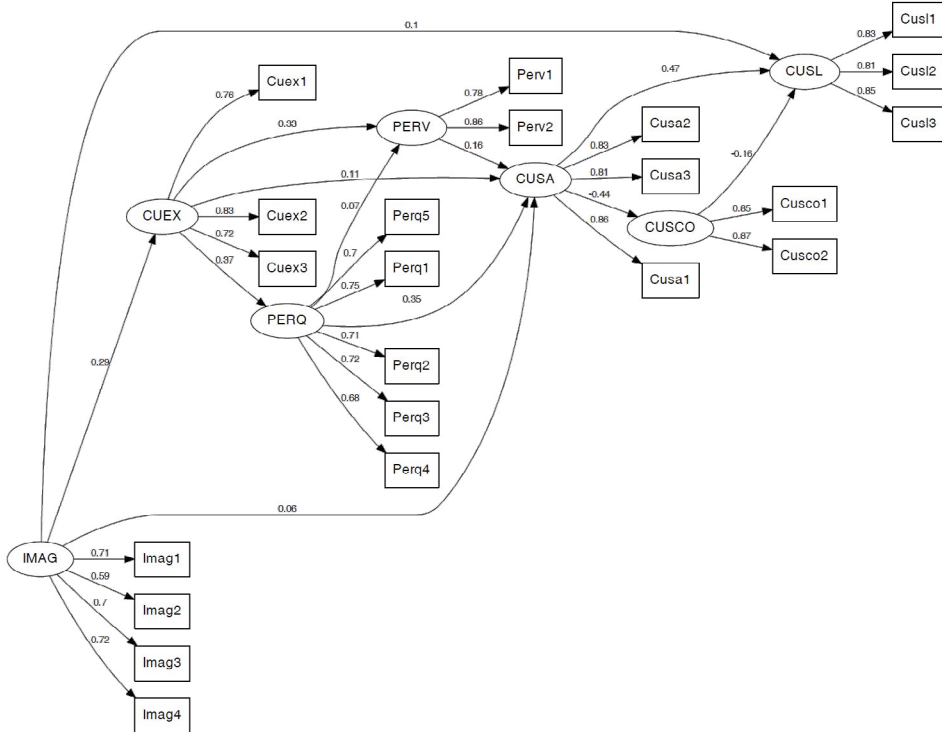 0.1
Cusl1
0.83
CUSL
0.81
Cusl2
0.85
Cusl3
Cuex1
0.76
Perv1
0.78
0.47
0.33
PERV
0.86
Perv2
Cusa2
0.16
0.83
-0.16
0.11
CUSA
0.81
Cusa3
CUEX
0.83
Cuex2
0.07
-0.44
Cusco1
0.85
0.86
CUSCO
Perq5
0.72
Cuex3
0.7
0.87
Cusco2
0.37
Perq1
0.75
Cusa1
0.35
PERQ
0.71
Perq2
0.29
0.72
0.68
Perq3
Perq4
0.06
IMAG
0.71
Imag1
0.59
Imag2
0.7
0.72
Imag3
Imag4